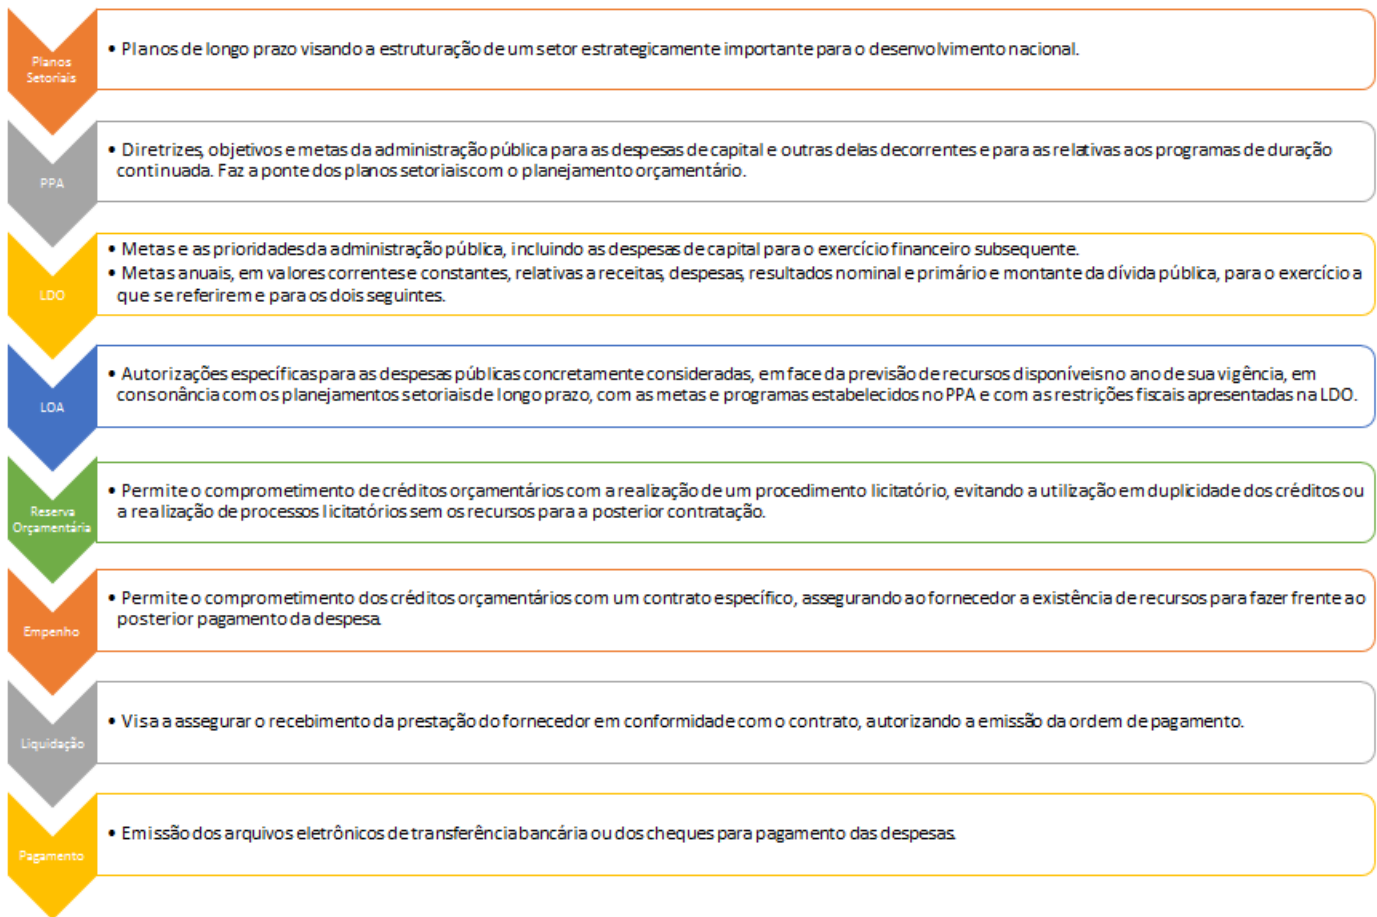 Planos
Setoriais
• Planos de longo prazo visando a estruturação de um setor estrategicamente importante para o desenvolvimento nacional.
PPA
• Diretrizes, objetivos e metas da administração pública para as despesas de capital e outras delas decorrentes e para as relativas aos programas de duração
continuada. Faz a ponte dos planos setoriais com o planejamento orçamentário.
LDO
• Metas e as prioridades da administração pública, incluindo as despesas de capital para o exercício financeiro subsequente.
• Metas anuais, em valores correntes e constantes, relativas a receitas, despesas, resultados nominal e primário e montante da dívida pública, para o exercício a
que se referirem e para os dois seguintes.
LOA
• Autorizações específicas para as despesas públicas concretamente consideradas, em face da previsão de recursos disponíveis no ano de sua vigência, em
consonância com os planejamentos setoriais de longo prazo, com as metas e programas estabelecidos no PPA e com as restrições fiscais apresentadas na LDO.
Reserva
Orçamentária
• Permite o comprometimento de créditos orçamentários com a realização de um procedimento licitatório, evitando a utilização em duplicidade dos créditos ou
a realização de processos licitatórios sem os recursos para a posterior contratação.
Empenho
• Permite o comprometimento dos créditos orçamentários com um contrato específico, assegurando ao fornecedor a existência de recursos para fazer frente ao
posterior pagamento da despesa.
Liquidação
• Visa a assegurar o recebimento da prestação do fornecedor em conformidade com o contrato, autorizando a emissão da ordem de pagamento.
Pagamento
• Emissão dos arquivos eletrônicos de transferência bancária ou dos cheques para pagamento das despesas.